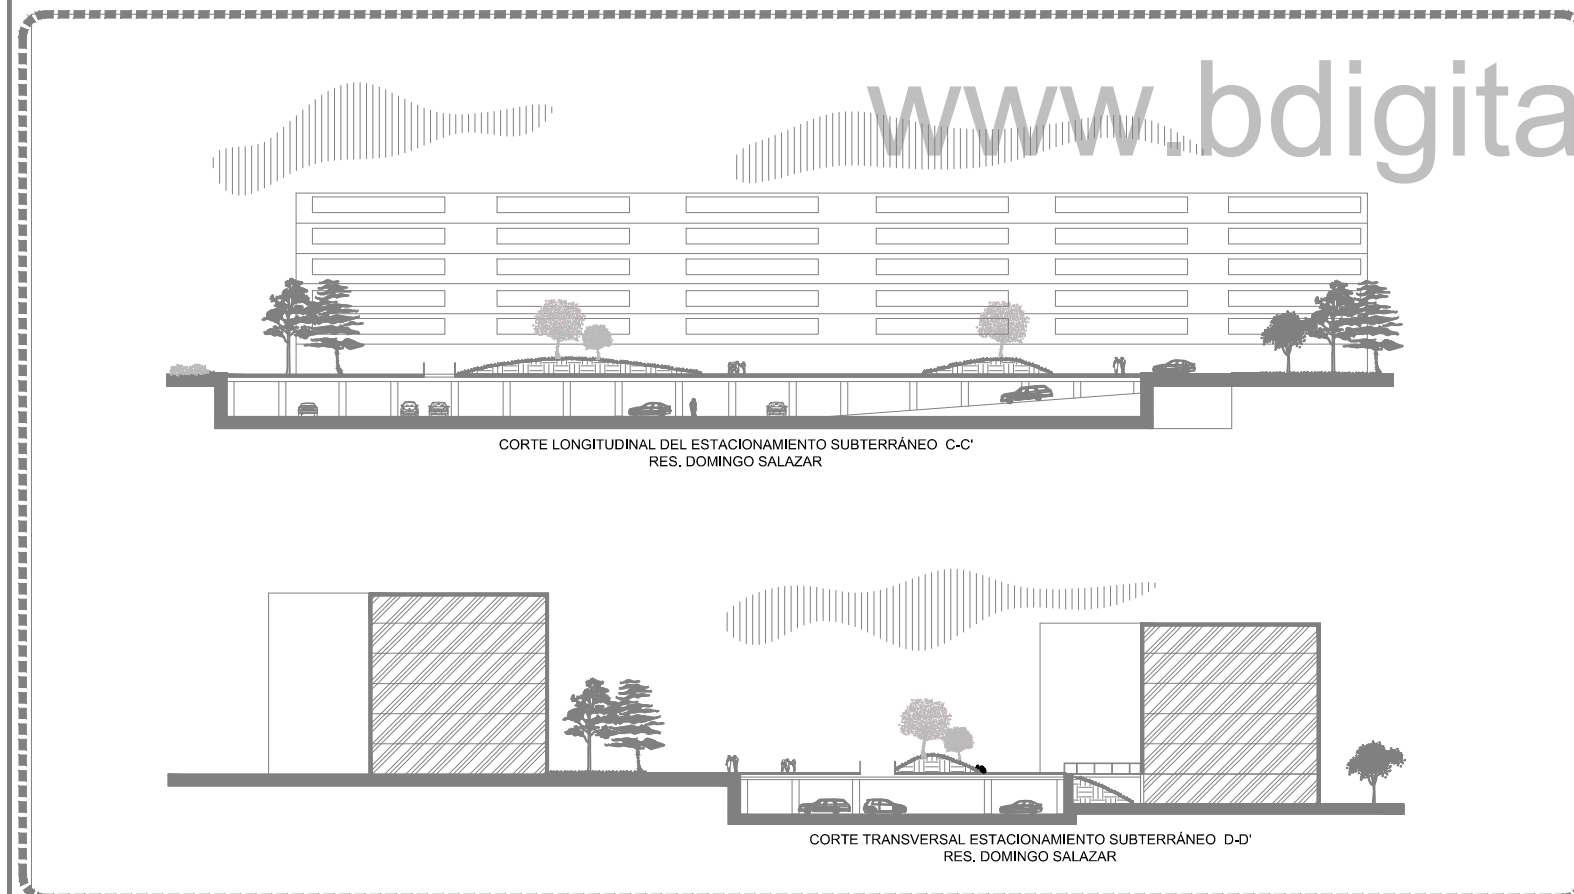 www.bdigita
CORTE LONGITUDINAL DEL ESTACIONAMIENTO SUBTERRÁNEO C-C'
RES. DOMINGO SALAZAR
CORTE TRANSVERSAL ESTACIONAMIENTO SUBTERRÁNEO D-D'
RES. DOMINGO SALAZAR